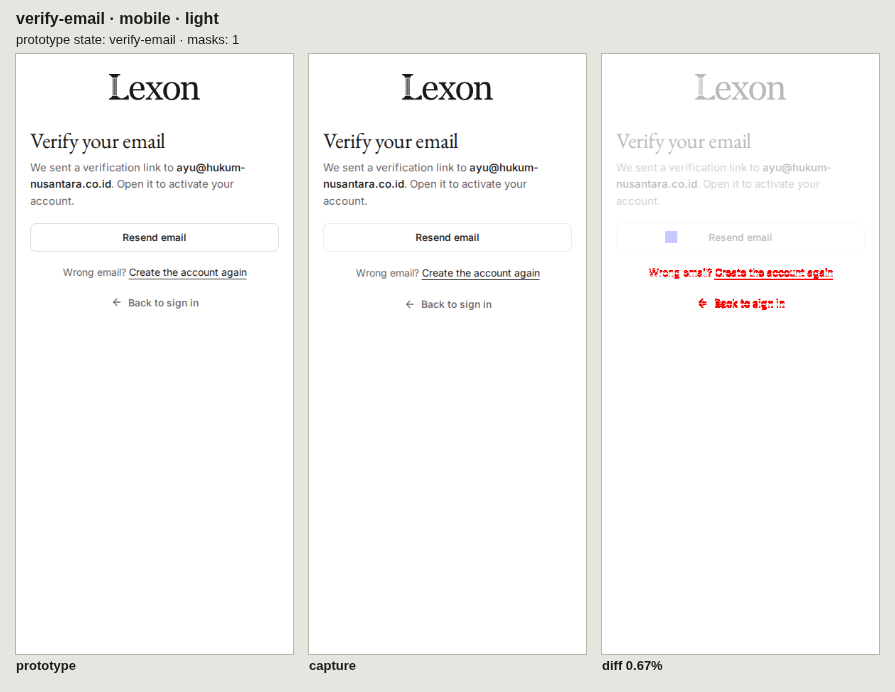 verify-email · mobile · light
prototype state: verify-email · masks: 1
Lexon
Verify your email
We sent a verification link to ayu@hukum-
nusantara.co.id. Open it to activate your
account.
Resend email
Wrong email? Create the account again
← Back to sign in
prototype
Lexon
Verify your email
We sent a verification link to ayu@hukum-
nusantara.co.id. Open it to activate your
account.
Resend email
Wrong email? Create the account again
← Back to sign in
capture
Lexon
Verify your email
We sent a verification link to ayu@hukum-
nusantara.co.id. Open it to activate your
account.
Resend email
Wrong email? Create the account again
← Back to sign in
diff 0.67%